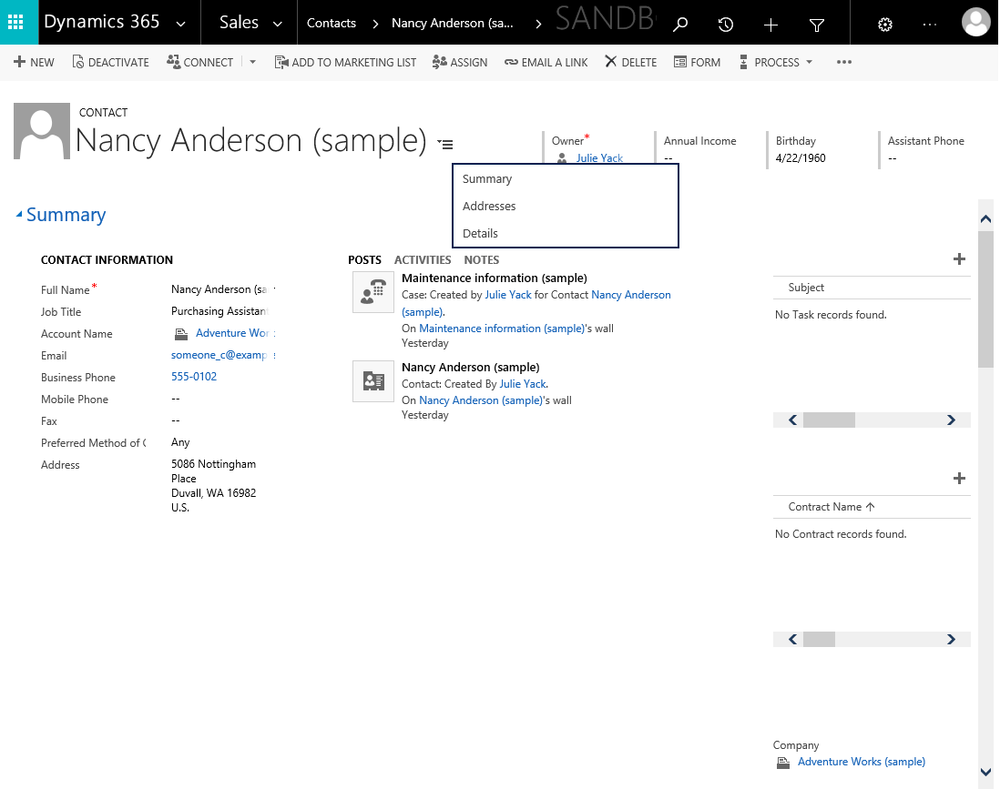 Dynamics 365
Sales
Contacts
Nancy Anderson (sa...
SANDB
NEW
DEACTIVATE
CONNECT
ADD TO MARKETING LIST
ASSIGN
EMAIL A LINK
DELETE
FORM
PROCESS
CONTACT
Nancy Anderson (sample)
Owner*
Julie Yack
Annual Income
--
Birthday
4/22/1960
Assistant Phone
--
Summary
Addresses
Details
Summary
CONTACT INFORMATION
Full Name* Nancy Anderson (sa
Job Title Purchasing Assistant
Account Name Adventure Wor
Email someone_c@examp
Business Phone 555-0102
Mobile Phone --
Fax --
Preferred Method of C Any
Address 5086 Nottingham
Place
Duvall, WA 16982
U.S.
POSTS ACTIVITIES NOTES
Maintenance information (sample)
Case: Created by Julie Yack for Contact Nancy Anderson
(sample).
On Maintenance information (sample)'s wall
Yesterday
Nancy Anderson (sample)
Contact: Created By Julie Yack.
On Nancy Anderson (sample)'s wall
Yesterday
Subject
No Task records found.
Contract Name ↑
No Contract records found.
Company
Adventure Works (sample)